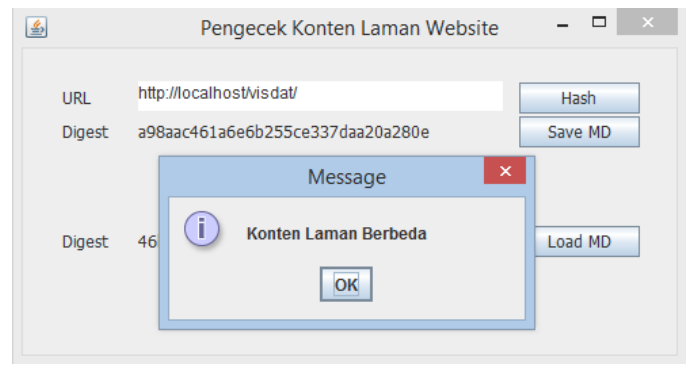 Pengecek Konten Laman Website
URL http://localhost/visdat/ Hash
Digest a98aac461a6e6b255ce337daa20a280e Save MD
Message
Konten Laman Berbeda
Digest 46 Load MD
OK